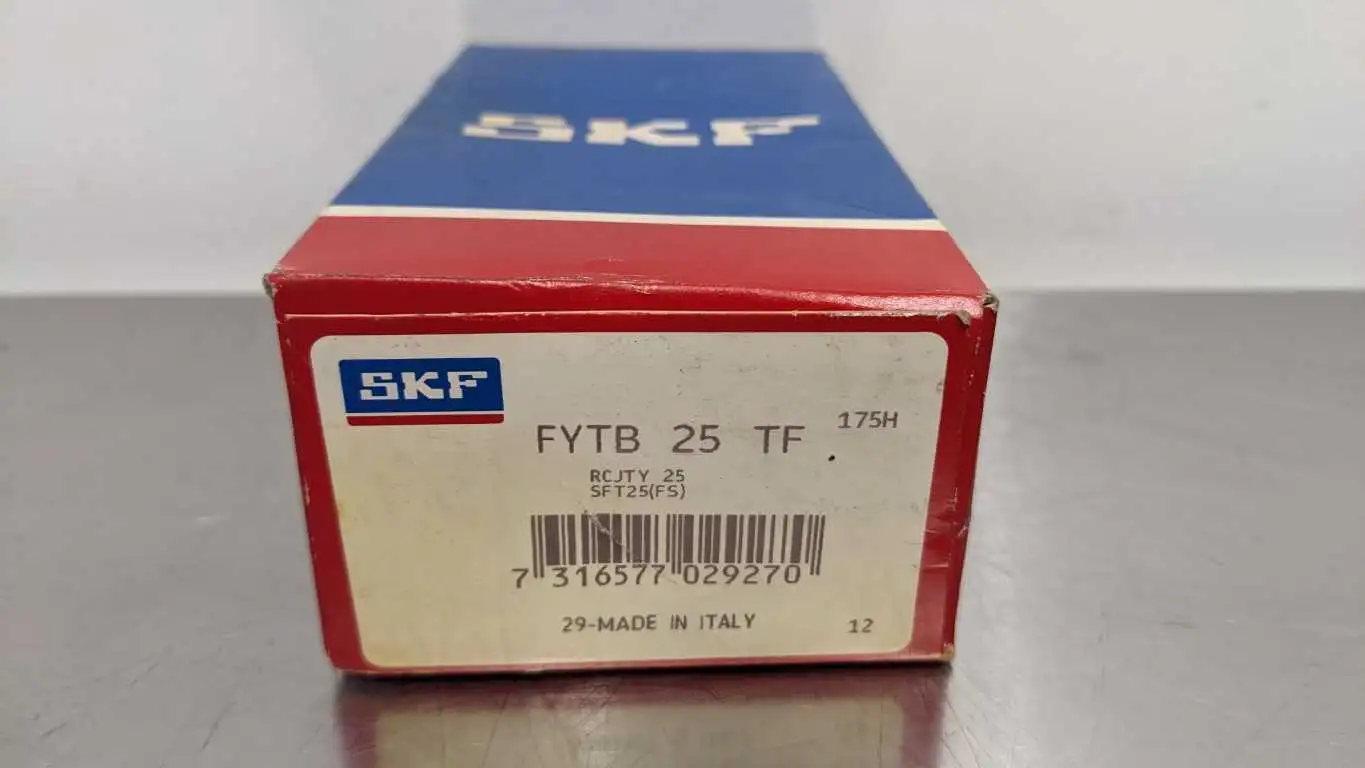 SKF
SKF
FYTB 25 TF
175H
RCJTY 25
SFT25(FS)
7 316577 029270
29-MADE IN ITALY
12